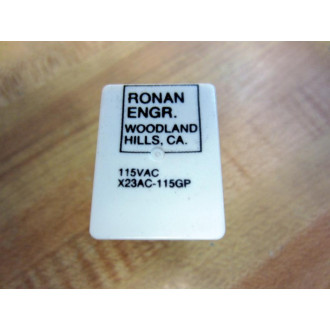 RONAN
ENGR.
WOODLAND
HILLS, CA.
115VAC
X23AC-115GP